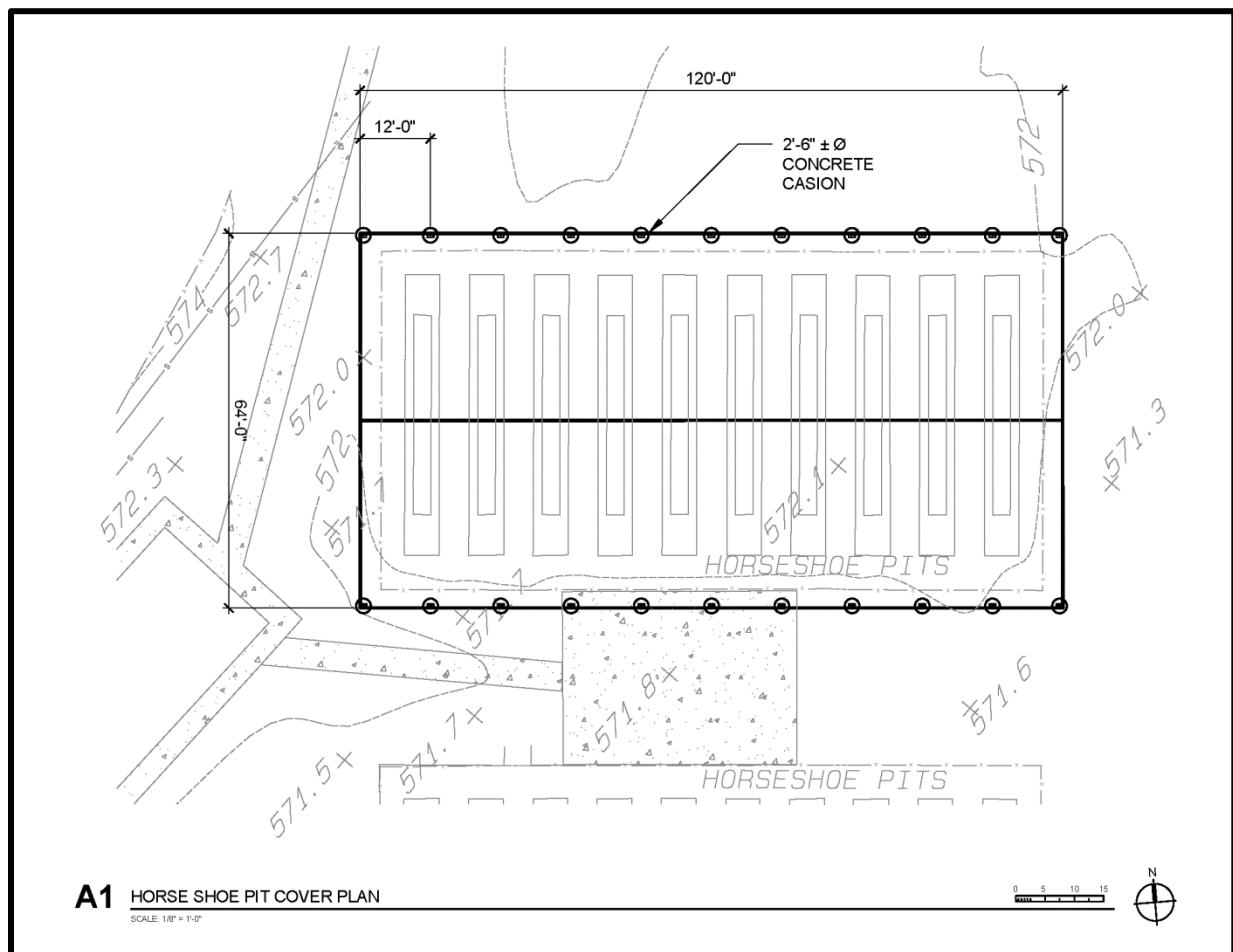 120'-0"
12'-0"
2'-6" ± Ø
CONCRETE
CASION
572
574
572.7
64'-0"
572.0
572.0
572
571.3
572.3
572.1
HORSESHOE PITS
571.8
571.6
571.7
HORSESHOE PITS
571.5
A1 HORSE SHOE PIT COVER PLAN
SCALE: 1/8" = 1'-0"
0 5 10 15
N